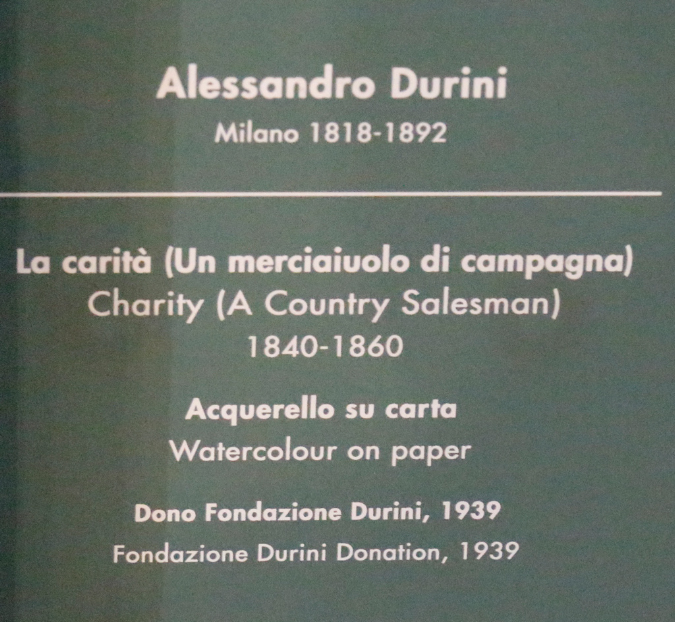 Alessandro Durini
Milano 1818-1892
La carità (Un merciaiuolo di campagna)
Charity (A Country Salesman)
1840-1860
Acquerello su carta
Watercolour on paper
Dono Fondazione Durini, 1939
Fondazione Durini Donation, 1939